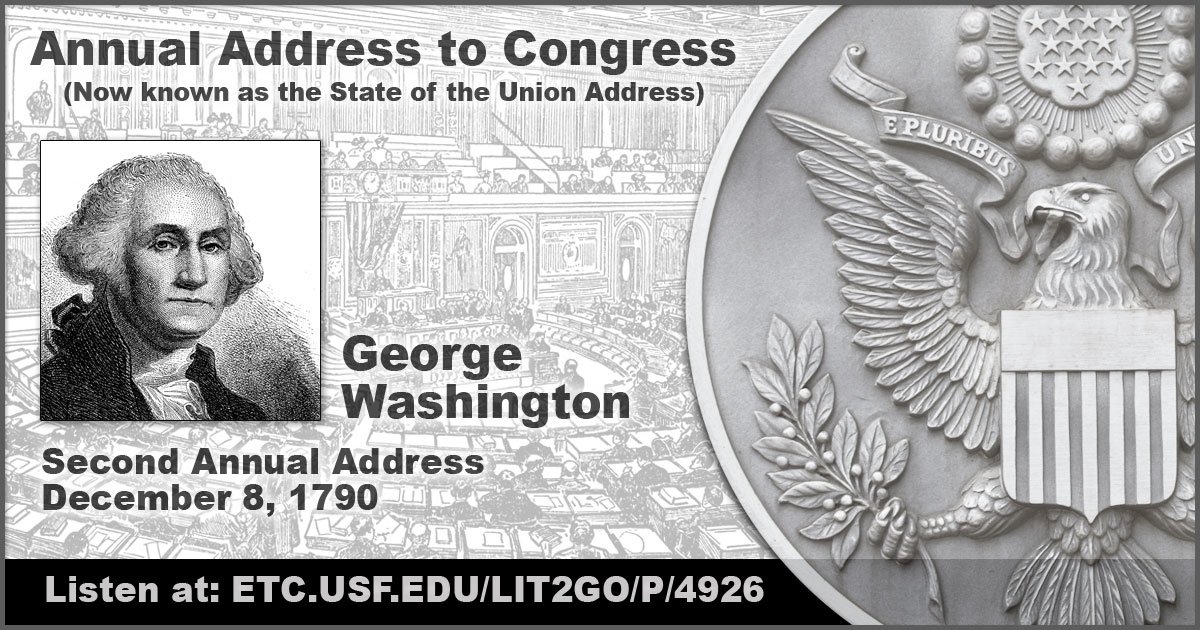 Annual Address to Congress
(Now known as the State of the Union Address)
E PLURIBUS
UN
George
Washington
Second Annual Address
December 8, 1790
Listen at: ETC.USF.EDU/LIT2GO/P/4926